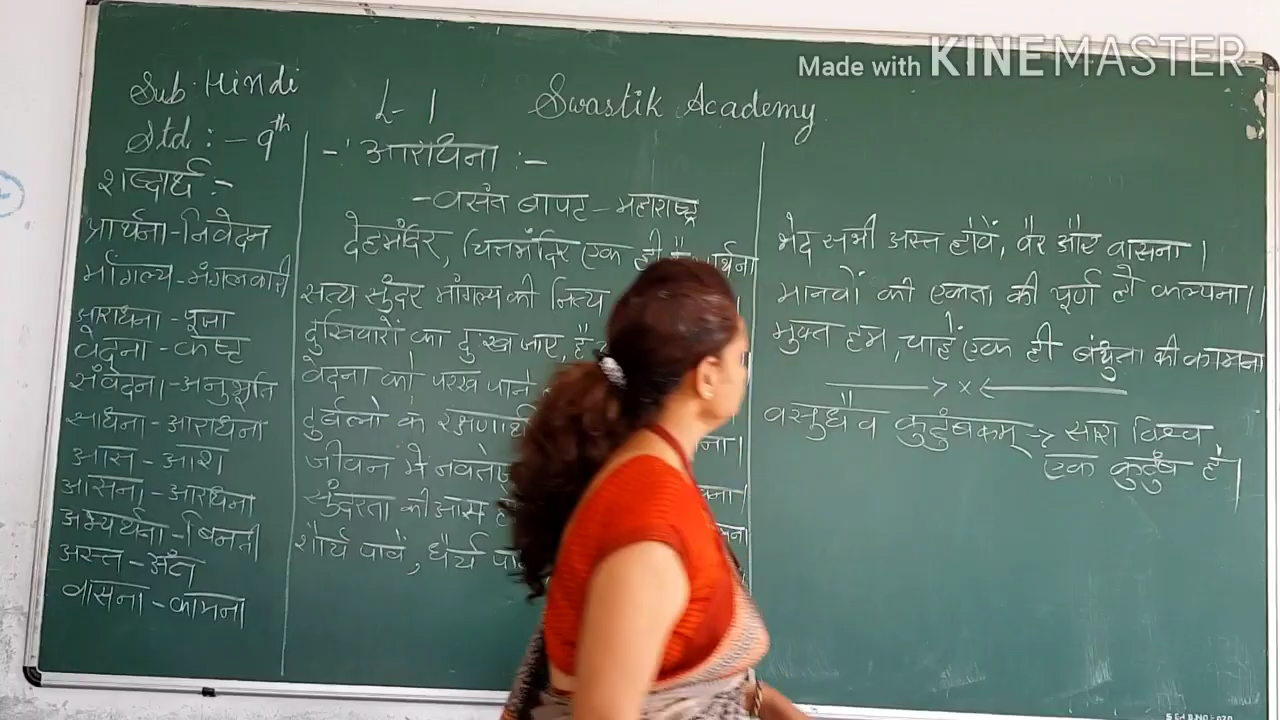 Made with KINEMASTER
Sub. Hindi
L-1
Swastik Academy
Std : - 9th
शब्दार्थ :-
प्रार्थना - निवेदन
मांगल्य - मंगलकारी
आराधना - पूजा
वेदना - कष्ट
संवेदना - अनुभूति
साधना - आराधना
आस - आश
आसना - आराधना
अभ्यर्थना - बिनती
अस्त - अंत
वासना - कामना
-: आराधना :-
- वसंत बापट - महाराष्ट्र
देहमंदिर, चित्तमंदिर एक ही है
सत्य सुंदर मांगल्य की नित्य
दुखियारों का दुःख जाए, है
वेदना को परख पाने
दुर्बलों के रक्षणार्थ
जीवन में नवतेज
सुंदरता की आस
शौर्य पावें, धैर्य
भेद सभी अस्त होवें, वैर और वासना।
मानवों की एकता की पूर्ण हो कल्पना।।
मुक्त हम, चाहें एक ही बंधुता की कामना
वसुधैव कुटुंबकम् -> सारा विश्व
एक कुटुंब है।